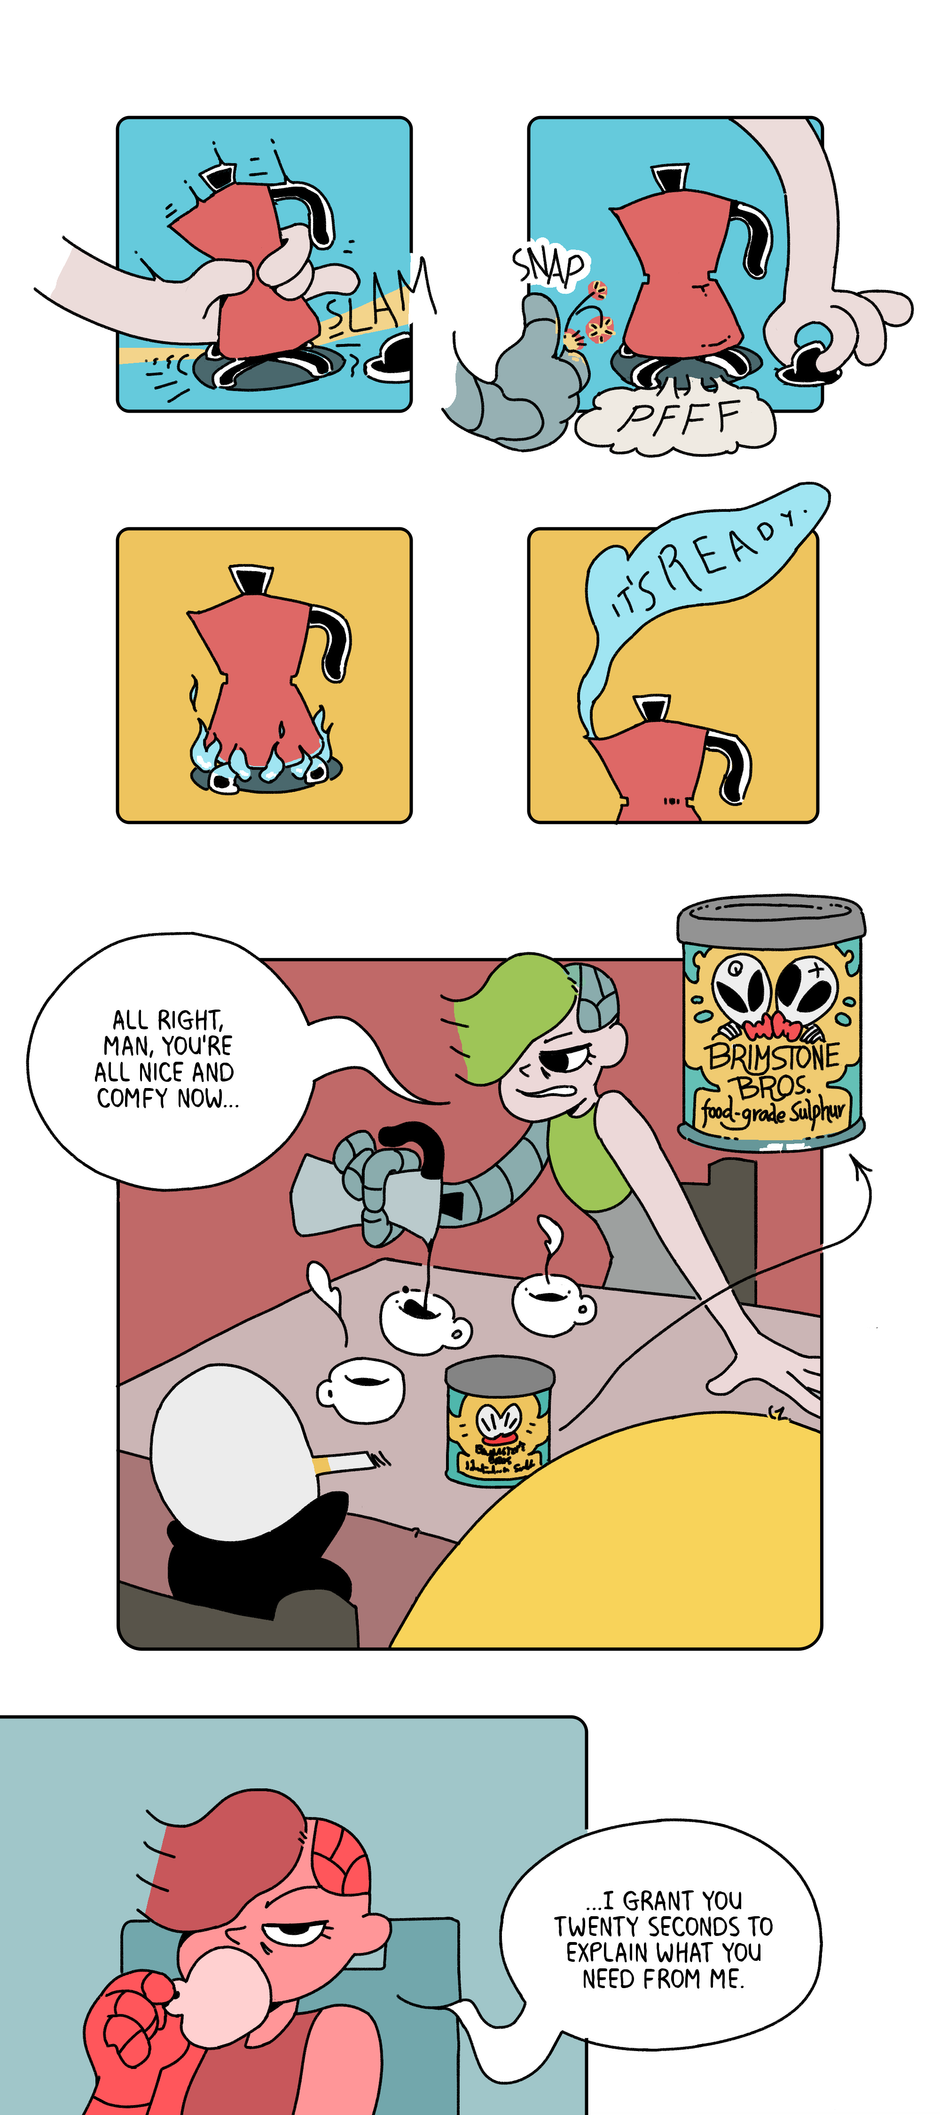 SLAM
SNAP
PFFF
IT'S READY.
ALL RIGHT,
MAN, YOU'RE
ALL NICE AND
COMFY NOW...
BRIMSTONE
BROS.
food-grade Sulphur
...I GRANT YOU
TWENTY SECONDS TO
EXPLAIN WHAT YOU
NEED FROM ME.